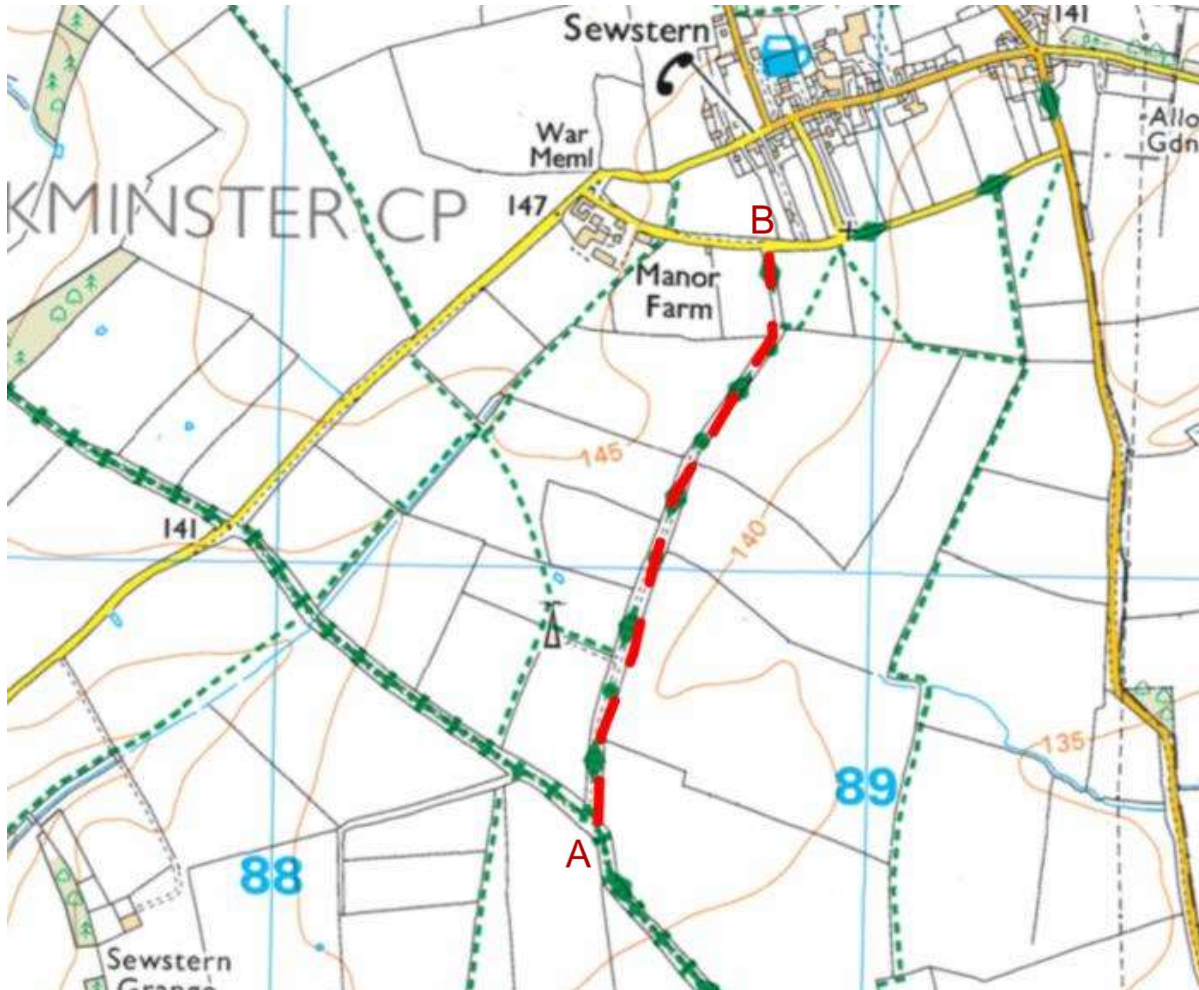 141
Sewstern
Allo
Gdn
War
Meml
KMINSTER CP
147
B
Manor
Farm
145
140
141
135
89
A
88
Sewstern
Grange